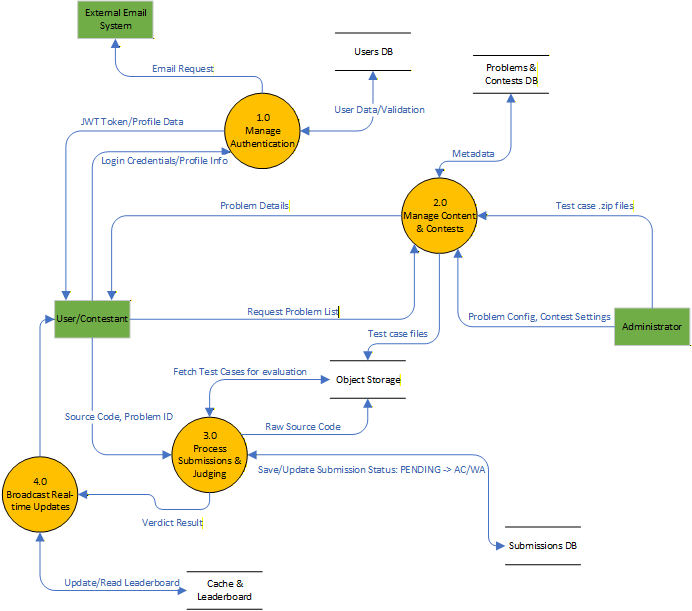 External Email
System
Email Request
Users DB
Problems &
Contests DB
1.0
Manage
Authentication
JWT Token/Profile Data
User Data/Validation
Login Credentials/Profile Info
Metadata
2.0
Manage Content
& Contests
Problem Details
Test case .zip files
Request Problem List
User/Contestant
Problem Config, Contest Settings
Administrator
Test case files
Fetch Test Cases for evaluation
Object Storage
Source Code, Problem ID
Raw Source Code
3.0
Process
Submissions &
Judging
Save/Update Submission Status: PENDING -> AC/WA
4.0
Broadcast Real-
time Updates
Verdict Result
Submissions DB
Update/Read Leaderboard
Cache &
Leaderboard